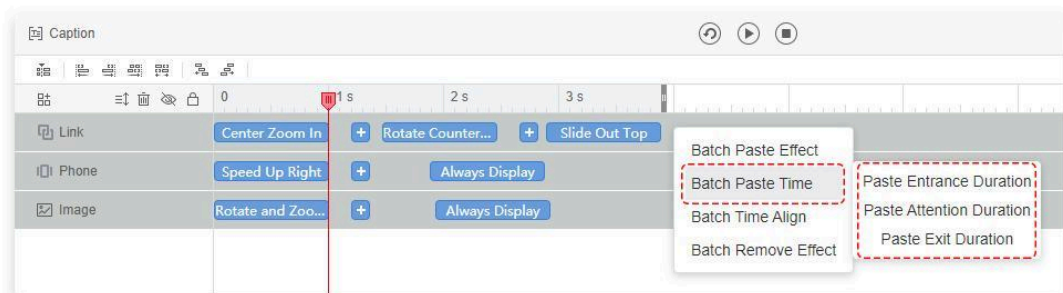 Caption
0 1 s 2 s 3 s
Link Center Zoom In + Rotate Counter... + Slide Out Top
Phone Speed Up Right + Always Display
Image Rotate and Zoo... + Always Display
Batch Paste Effect
Batch Paste Time
Batch Time Align
Batch Remove Effect
Paste Entrance Duration
Paste Attention Duration
Paste Exit Duration